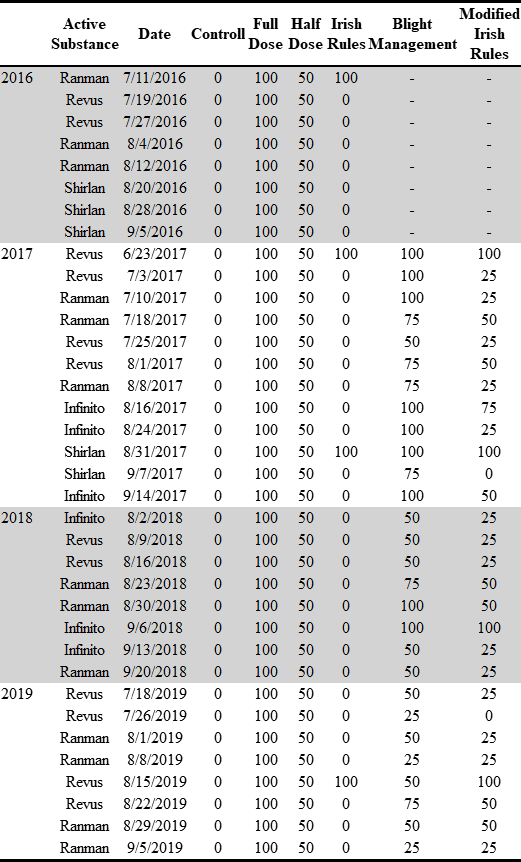 Active Substance Date Controll Full Dose Half Dose Irish Rules Blight Management Modified Irish Rules
2016 Ranman 7/11/2016 0 100 50 100 - -
Revus 7/19/2016 0 100 50 0 - -
Revus 7/27/2016 0 100 50 0 - -
Ranman 8/4/2016 0 100 50 0 - -
Ranman 8/12/2016 0 100 50 0 - -
Shirlan 8/20/2016 0 100 50 0 - -
Shirlan 8/28/2016 0 100 50 0 - -
Shirlan 9/5/2016 0 100 50 0 - -
2017 Revus 6/23/2017 0 100 50 100 100 100
Revus 7/3/2017 0 100 50 0 100 25
Ranman 7/10/2017 0 100 50 0 100 25
Ranman 7/18/2017 0 100 50 0 75 50
Revus 7/25/2017 0 100 50 0 50 25
Revus 8/1/2017 0 100 50 0 75 50
Ranman 8/8/2017 0 100 50 0 75 25
Infinito 8/16/2017 0 100 50 0 100 75
Infinito 8/24/2017 0 100 50 0 100 25
Shirlan 8/31/2017 0 100 50 100 100 100
Shirlan 9/7/2017 0 100 50 0 75 0
Infinito 9/14/2017 0 100 50 0 100 50
2018 Infinito 8/2/2018 0 100 50 0 50 25
Revus 8/9/2018 0 100 50 0 50 25
Revus 8/16/2018 0 100 50 0 50 25
Ranman 8/23/2018 0 100 50 0 75 50
Ranman 8/30/2018 0 100 50 0 100 50
Infinito 9/6/2018 0 100 50 0 100 100
Infinito 9/13/2018 0 100 50 0 50 25
Ranman 9/20/2018 0 100 50 0 50 25
2019 Revus 7/18/2019 0 100 50 0 50 25
Revus 7/26/2019 0 100 50 0 25 0
Ranman 8/1/2019 0 100 50 0 50 25
Ranman 8/8/2019 0 100 50 0 25 25
Revus 8/15/2019 0 100 50 100 50 100
Revus 8/22/2019 0 100 50 0 75 50
Ranman 8/29/2019 0 100 50 0 50 50
Ranman 9/5/2019 0 100 50 0 25 25